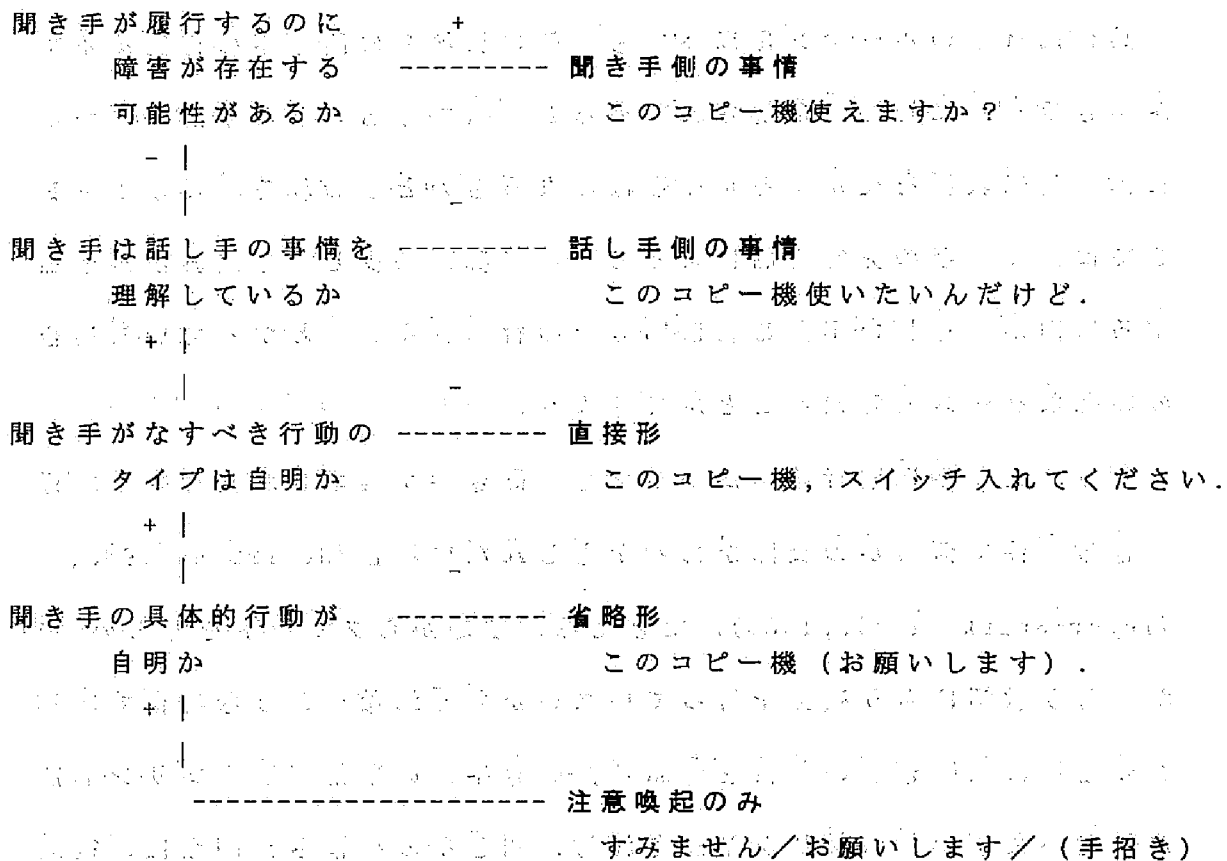 聞き手が履行するのに +
障害が存在する --------- 聞き手側の事情
可能性があるか このコピー機使えますか？
- |
| -
聞き手は話し手の事情を --------- 話し手側の事情
理解しているか このコピー機使いたいんだけど．
+ |
| -
聞き手がなすべき行動の --------- 直接形
タイプは自明か このコピー機，スイッチ入れてください．
+ |
| -
聞き手の具体的行動が --------- 省略形
自明か このコピー機（お願いします）．
+ |
|
--------------------- 注意喚起のみ
すみません／お願いします／（手招き）